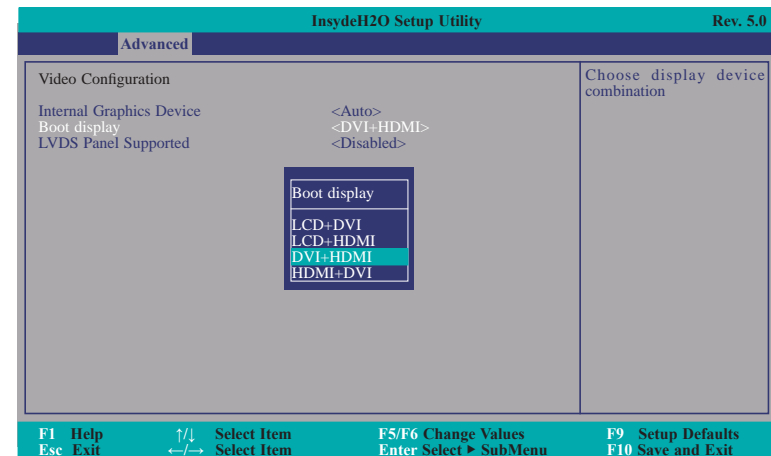 InsydeH2O Setup Utility Rev. 5.0
Advanced
Video Configuration
Internal Graphics Device <Auto>
Boot display <DVI+HDMI>
LVDS Panel Supported <Disabled>
Choose display device
combination
Boot display
LCD+DVI
LCD+HDMI
DVI+HDMI
HDMI+DVI
F1 Help ↑/↓ Select Item F5/F6 Change Values F9 Setup Defaults
Esc Exit ←/→ Select Item Enter Select ▶ SubMenu F10 Save and Exit